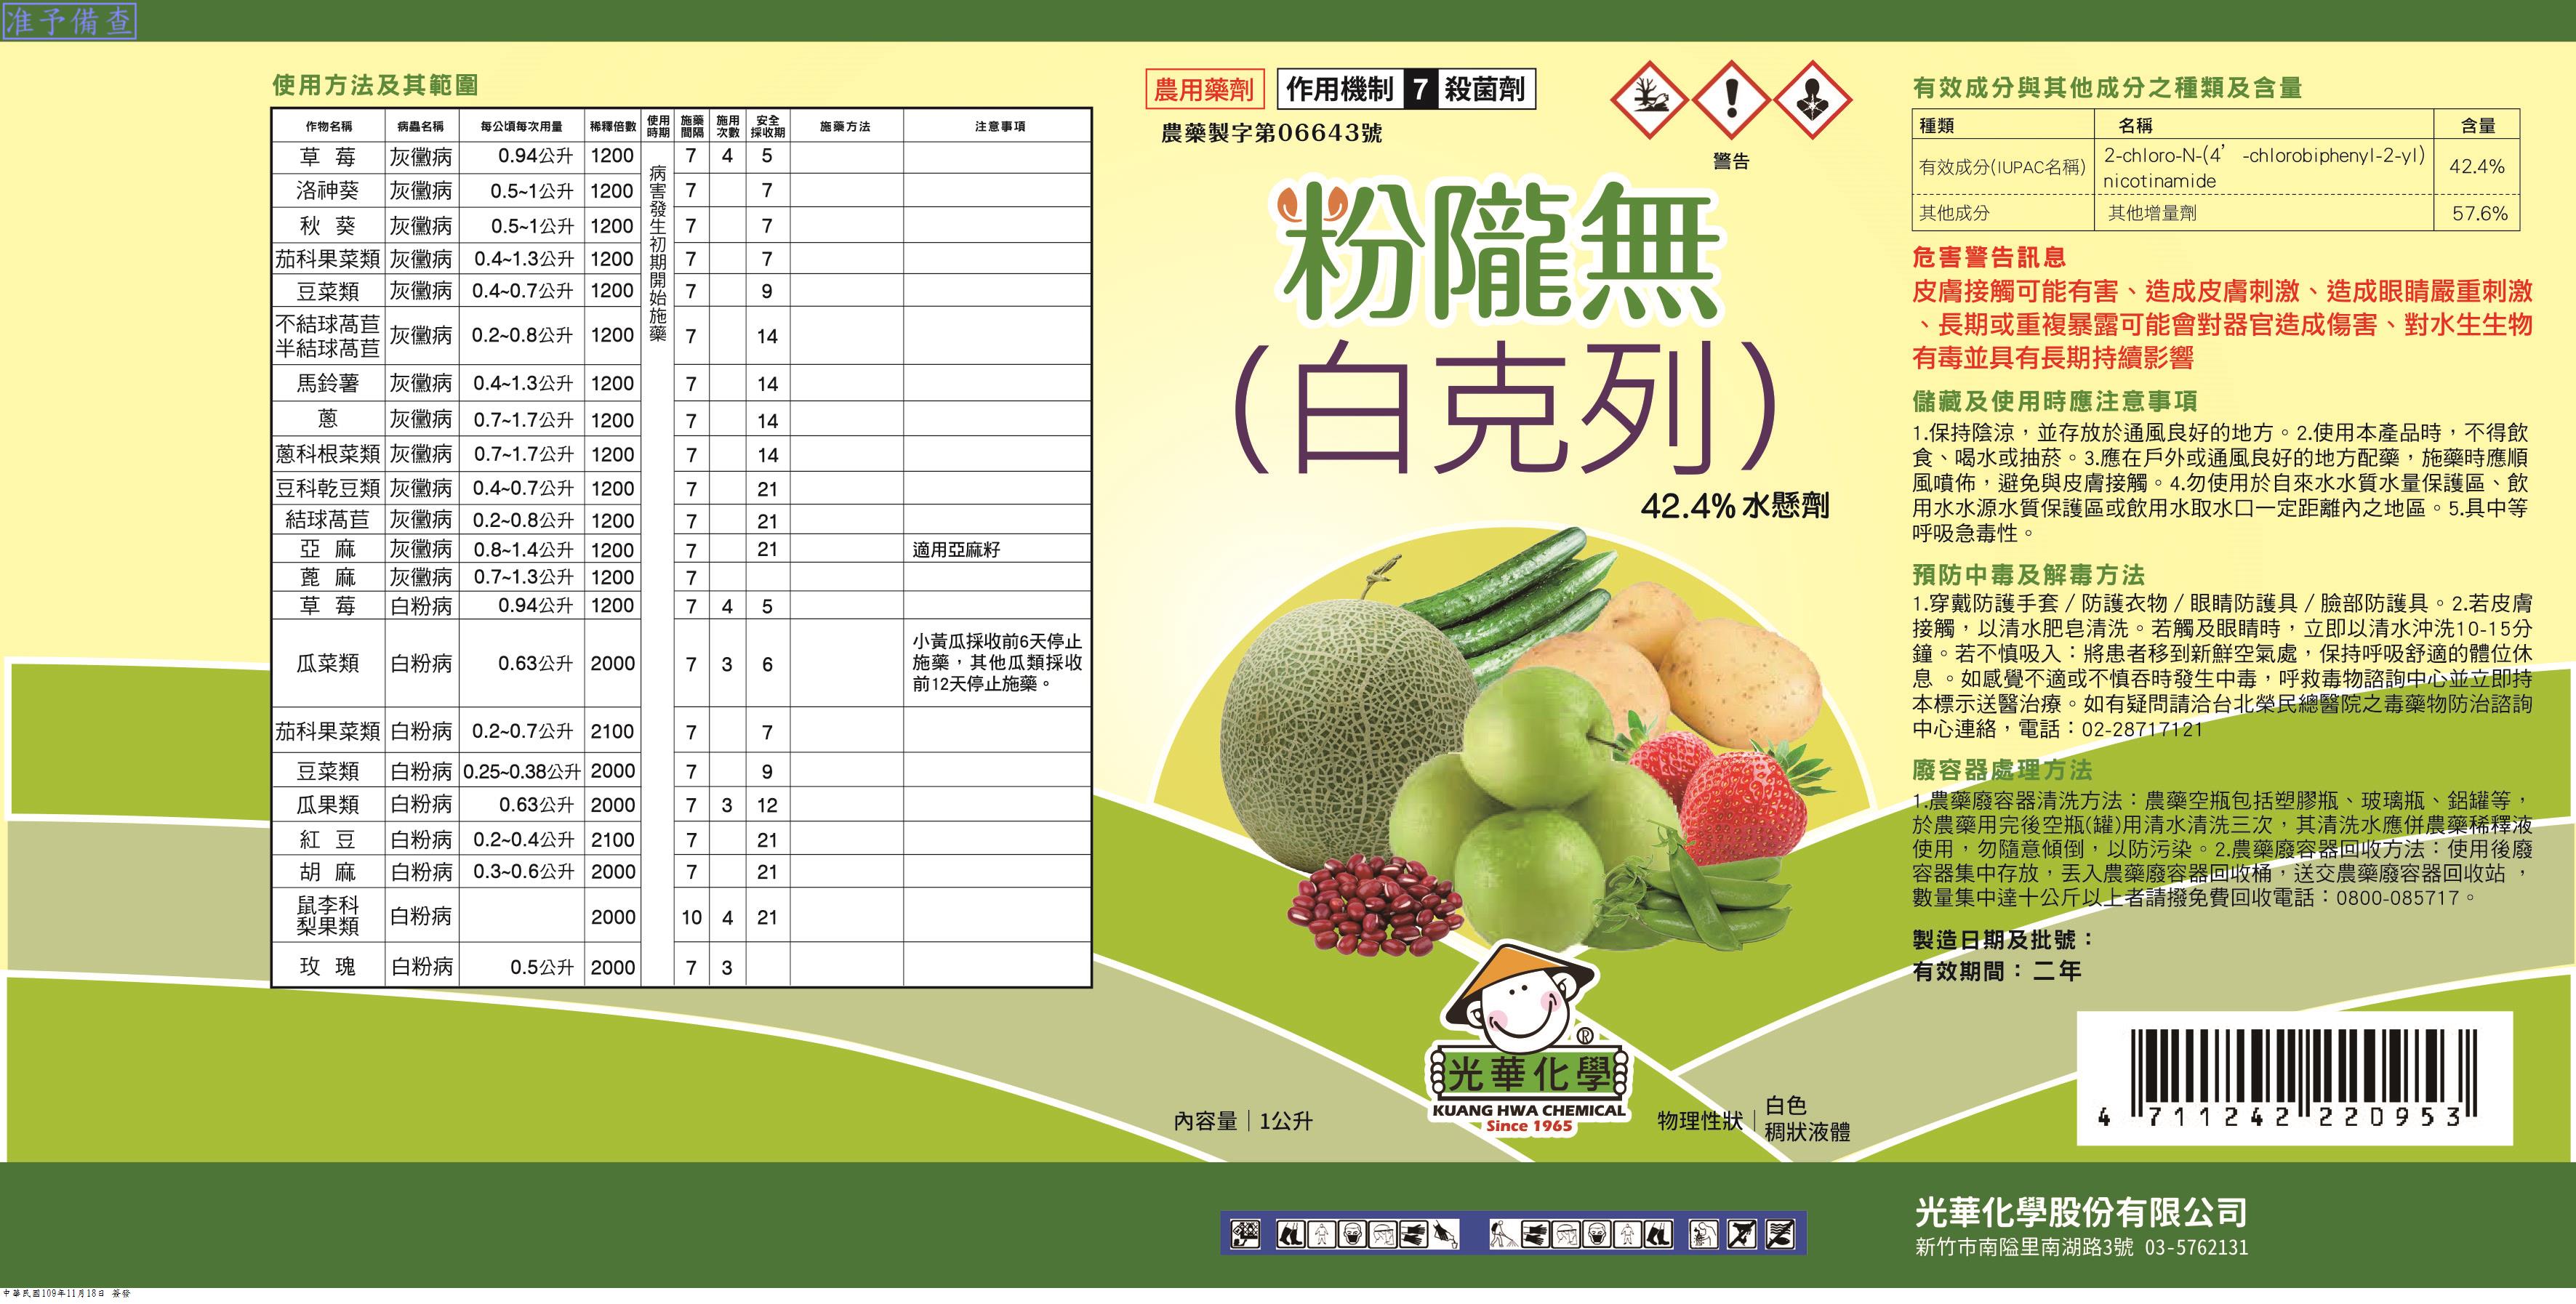 准予備查
使用方法及其範圍
作物名稱 病蟲名稱 每公頃每次用量 稀釋倍數 使用時期 施藥間隔 施用次數 安全採收期 施藥方法 注意事項
病害發生初期開始施藥
草 莓 灰黴病 0.94公升 1200 7 4 5
洛神葵 灰黴病 0.5~1公升 1200 7 7
秋 葵 灰黴病 0.5~1公升 1200 7 7
茄科果菜類 灰黴病 0.4~1.3公升 1200 7 7
豆菜類 灰黴病 0.4~0.7公升 1200 7 9
不結球萵苣
半結球萵苣 灰黴病 0.2~0.8公升 1200 7 14
馬鈴薯 灰黴病 0.4~1.3公升 1200 7 14
蔥 灰黴病 0.7~1.7公升 1200 7 14
蔥科根菜類 灰黴病 0.7~1.7公升 1200 7 14
豆科乾豆類 灰黴病 0.4~0.7公升 1200 7 21
結球萵苣 灰黴病 0.2~0.8公升 1200 7 21
亞 麻 灰黴病 0.8~1.4公升 1200 7 21 適用亞麻籽
蓖 麻 灰黴病 0.7~1.3公升 1200 7
草 莓 白粉病 0.94公升 1200 7 4 5
瓜菜類 白粉病 0.63公升 2000 7 3 6
小黃瓜採收前6天停止
施藥，其他瓜類採收
前12天停止施藥。
茄科果菜類 白粉病 0.2~0.7公升 2100 7 7
豆菜類 白粉病 0.25~0.38公升 2000 7 9
瓜果類 白粉病 0.63公升 2000 7 3 12
紅 豆 白粉病 0.2~0.4公升 2100 7 21
胡 麻 白粉病 0.3~0.6公升 2000 7 21
鼠李科
梨果類 白粉病 2000 10 4 21
玫 瑰 白粉病 0.5公升 2000 7 3
農用藥劑 作用機制 7 殺菌劑
農藥製字第06643號
警告
粉隴無
(白克列)
42.4% 水懸劑
光華化學
®
KUANG HWA CHEMICAL
Since 1965
內容量｜1公升
物理性狀｜白色
稠狀液體
有效成分與其他成分之種類及含量
種類 名稱 含量
有效成分(IUPAC名稱) 2-chloro-N-(4’ -chlorobiphenyl-2-yl) 42.4%
nicotinamide
其他成分 其他增量劑 57.6%
危害警告訊息
皮膚接觸可能有害、造成皮膚刺激、造成眼睛嚴重刺激
、長期或重複暴露可能會對器官造成傷害、對水生生物
有毒並具有長期持續影響
儲藏及使用時應注意事項
1.保持陰涼，並存放於通風良好的地方。2.使用本產品時，不得飲
食、喝水或抽菸。3.應在戶外或通風良好的地方配藥，施藥時應順
風噴佈，避免與皮膚接觸。4.勿使用於自來水水質水量保護區、飲
用水水源水質保護區或飲用水取水口一定距離內之地區。5.具中等
呼吸急毒性。
預防中毒及解毒方法
1.穿戴防護手套/防護衣物/眼睛防護具/臉部防護具。2.若皮膚
接觸，以清水肥皂清洗。若觸及眼睛時，立即以清水沖洗10-15分
鐘。若不慎吸入：將患者移到新鮮空氣處，保持呼吸舒適的體位休
息 。如感覺不適或不慎吞時發生中毒，呼救毒物諮詢中心並立即持
本標示送醫治療。如有疑問請洽台北榮民總醫院之毒藥物防治諮詢
中心連絡，電話：02-28717121
廢容器處理方法
1.農藥廢容器清洗方法：農藥空瓶包括塑膠瓶、玻璃瓶、鋁罐等，
於農藥用完後空瓶(罐)用清水清洗三次，其清洗水應併農藥稀釋液
使用，勿隨意傾倒，以防污染。2.農藥廢容器回收方法：使用後廢
容器集中存放，丟入農藥廢容器回收桶，送交農藥廢容器回收站 ，
數量集中達十公斤以上者請撥免費回收電話：0800-085717。
製造日期及批號：
有效期間：二年
4 711242 220953
光華化學股份有限公司
新竹市南隘里南湖路3號 03-5762131
中華民國109年11月18日 簽發